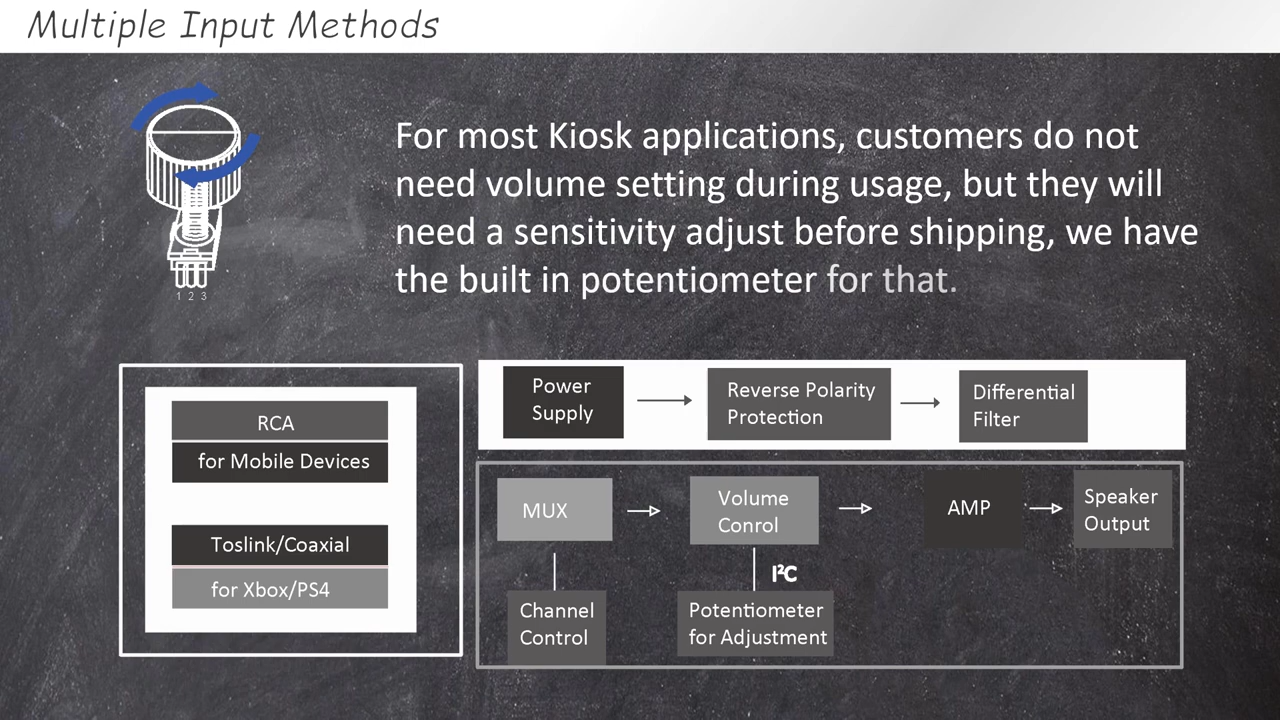 Multiple Input Methods
For most Kiosk applications, customers do not
need volume setting during usage, but they will
need a sensitivity adjust before shipping, we have
the built in potentiometer for that.
1 2 3
RCA
for Mobile Devices
Toslink/Coaxial
for Xbox/PS4
Power
Supply
Reverse Polarity
Protection
Differential
Filter
MUX
Volume
Conrol
AMP
Speaker
Output
I²C
Channel
Control
Potentiometer
for Adjustment